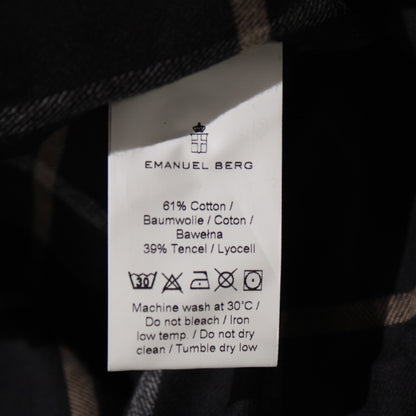 EMANUEL BERG
61% Cotton /
Baumwolle / Coton /
Bawełna
39% Tencel / Lyocell
30
Machine wash at 30°C /
Do not bleach / Iron
low temp. / Do not dry
clean / Tumble dry low